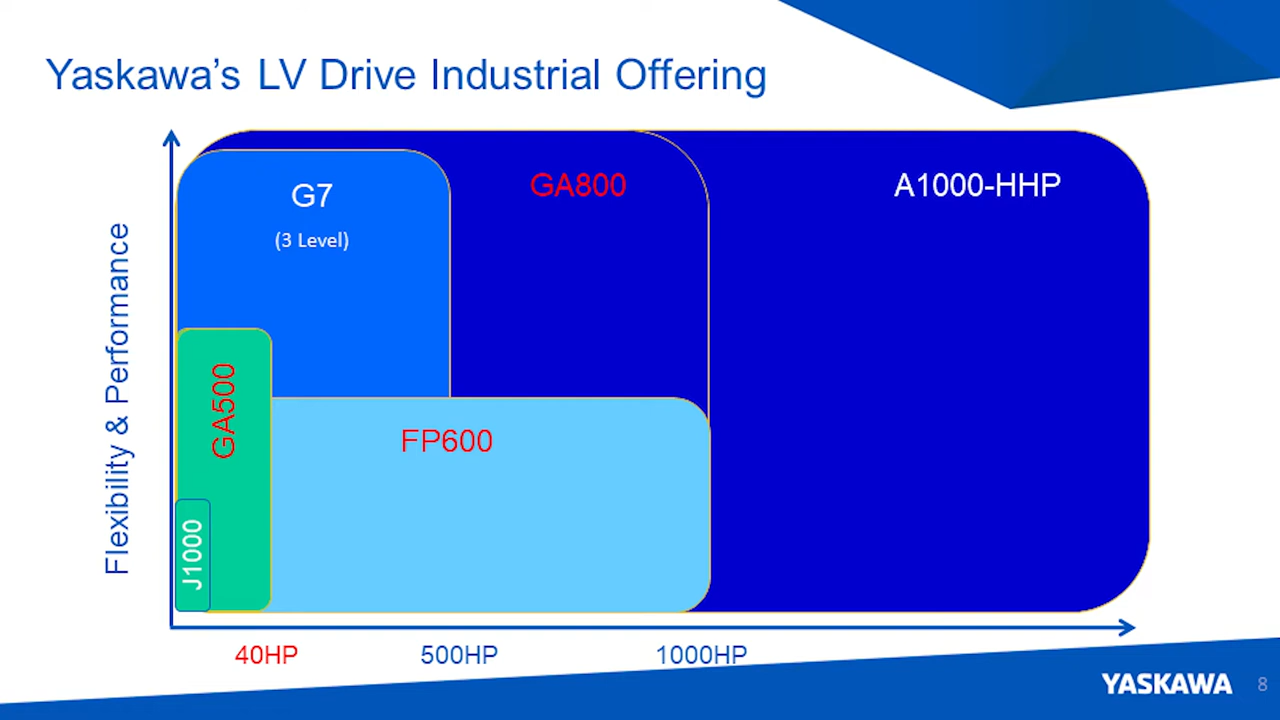 Yaskawa's LV Drive Industrial Offering
Flexibility & Performance
G7
(3 Level)
GA800
A1000-HHP
GA500
FP600
J1000
40HP
500HP
1000HP
YASKAWA
8